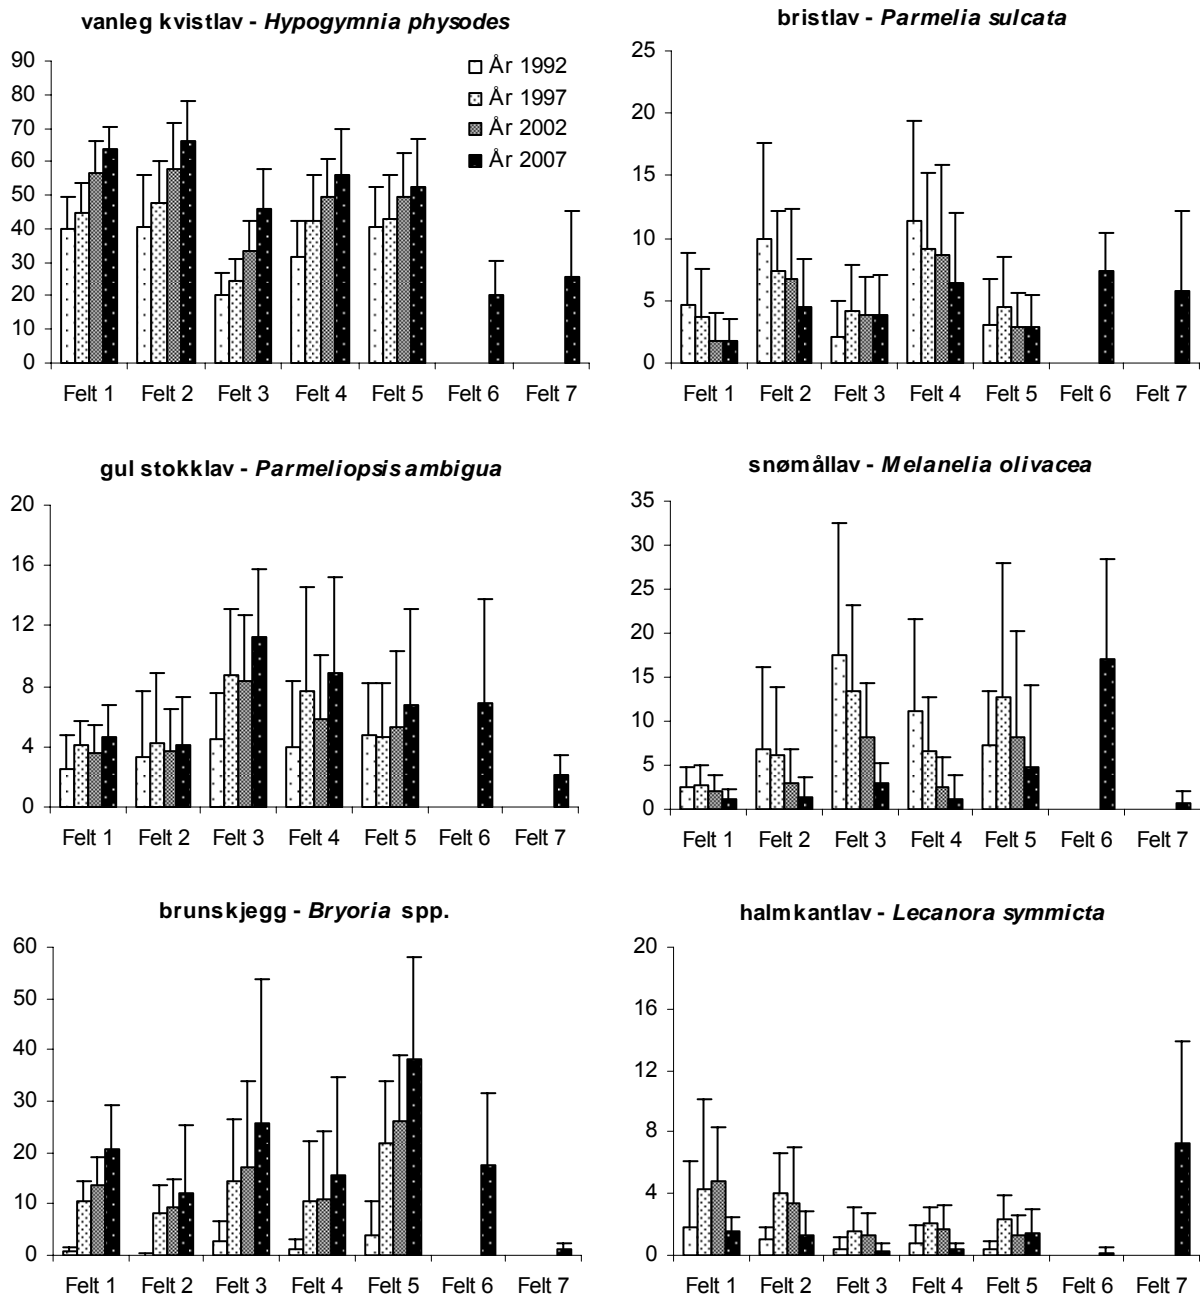 vanleg kvistlav - Hypogymnia physodes
90
80
70
60
50
40
30
20
10
0
År 1992
År 1997
År 2002
År 2007
Felt 1 Felt 2 Felt 3 Felt 4 Felt 5 Felt 6 Felt 7
bristlav - Parmelia sulcata
25
20
15
10
5
0
Felt 1 Felt 2 Felt 3 Felt 4 Felt 5 Felt 6 Felt 7
gul stokklav - Parmeliopsis ambigua
20
16
12
8
4
0
Felt 1 Felt 2 Felt 3 Felt 4 Felt 5 Felt 6 Felt 7
snømållav - Melanelia olivacea
35
30
25
20
15
10
5
0
Felt 1 Felt 2 Felt 3 Felt 4 Felt 5 Felt 6 Felt 7
brunskjegg - Bryoria spp.
60
50
40
30
20
10
0
Felt 1 Felt 2 Felt 3 Felt 4 Felt 5 Felt 6 Felt 7
halmkantlav - Lecanora symmicta
20
16
12
8
4
0
Felt 1 Felt 2 Felt 3 Felt 4 Felt 5 Felt 6 Felt 7